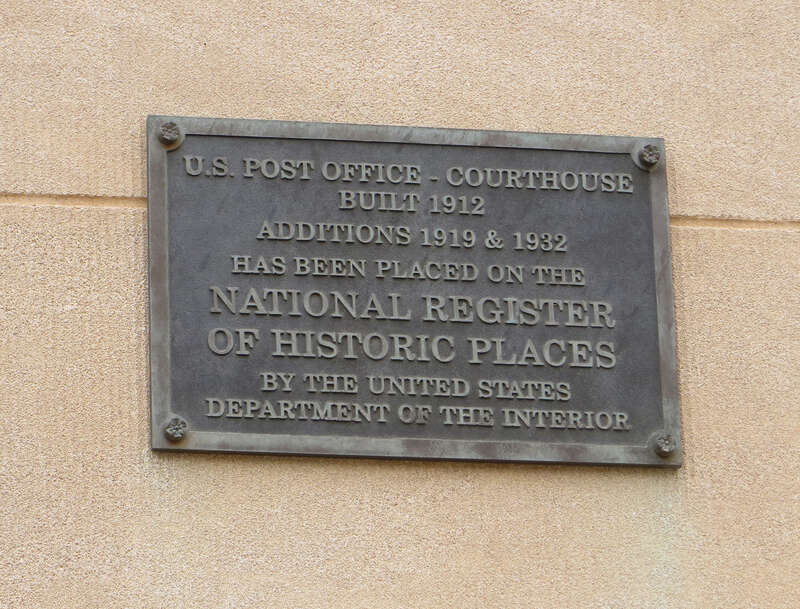 U.S. POST OFFICE - COURTHOUSE
BUILT 1912
ADDITIONS 1919 & 1932
HAS BEEN PLACED ON THE
NATIONAL REGISTER
OF HISTORIC PLACES
BY THE UNITED STATES
DEPARTMENT OF THE INTERIOR